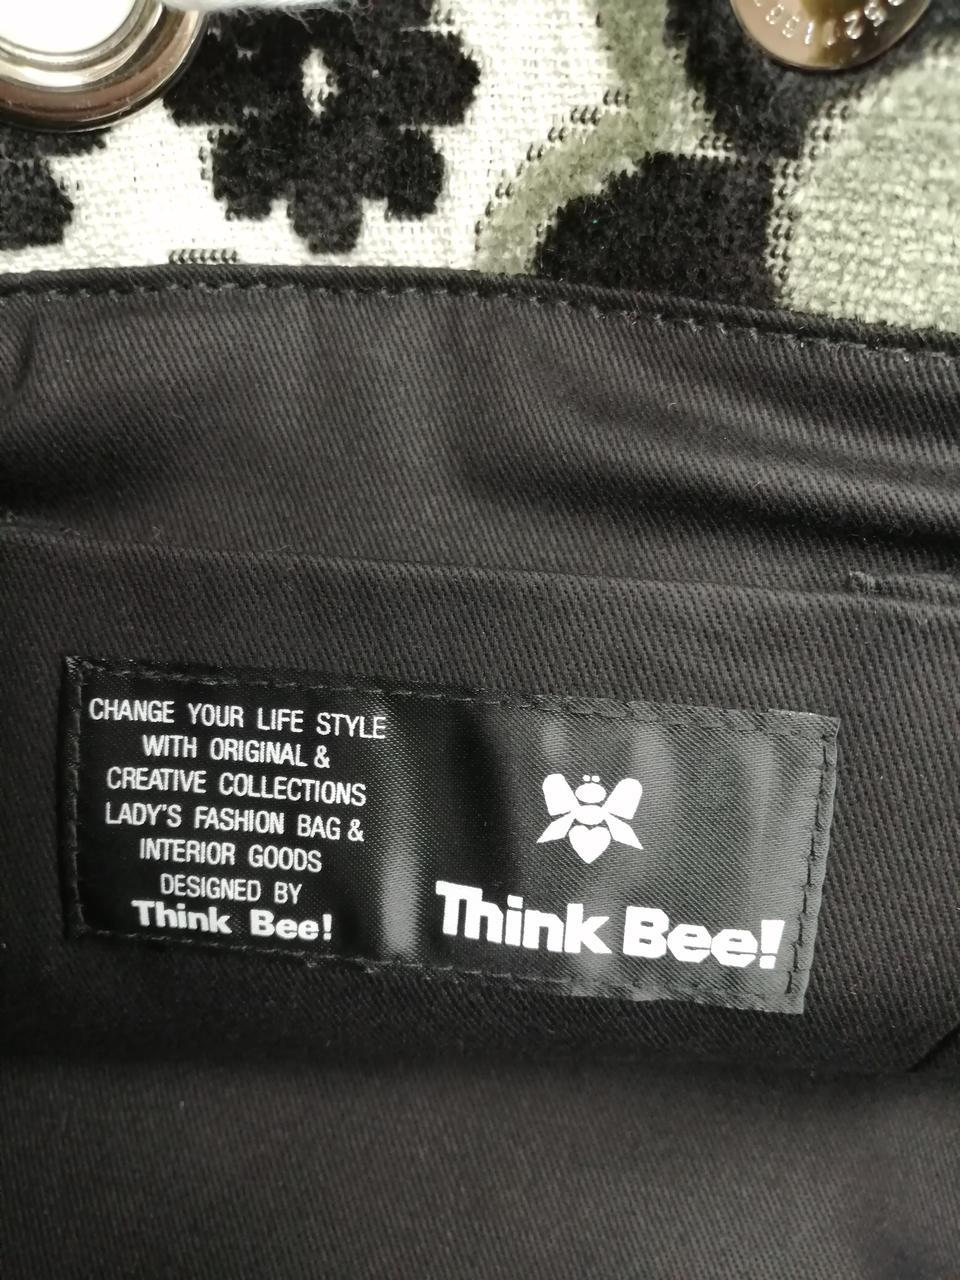 CHANGE YOUR LIFE STYLE
WITH ORIGINAL &
CREATIVE COLLECTIONS
LADY'S FASHION BAG &
INTERIOR GOODS
DESIGNED BY
Think Bee!
Think Bee!